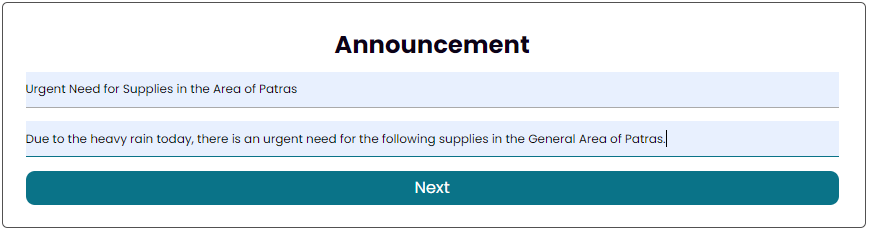 Announcement
Urgent Need for Supplies in the Area of Patras
Due to the heavy rain today, there is an urgent need for the following supplies in the General Area of Patras.
Next